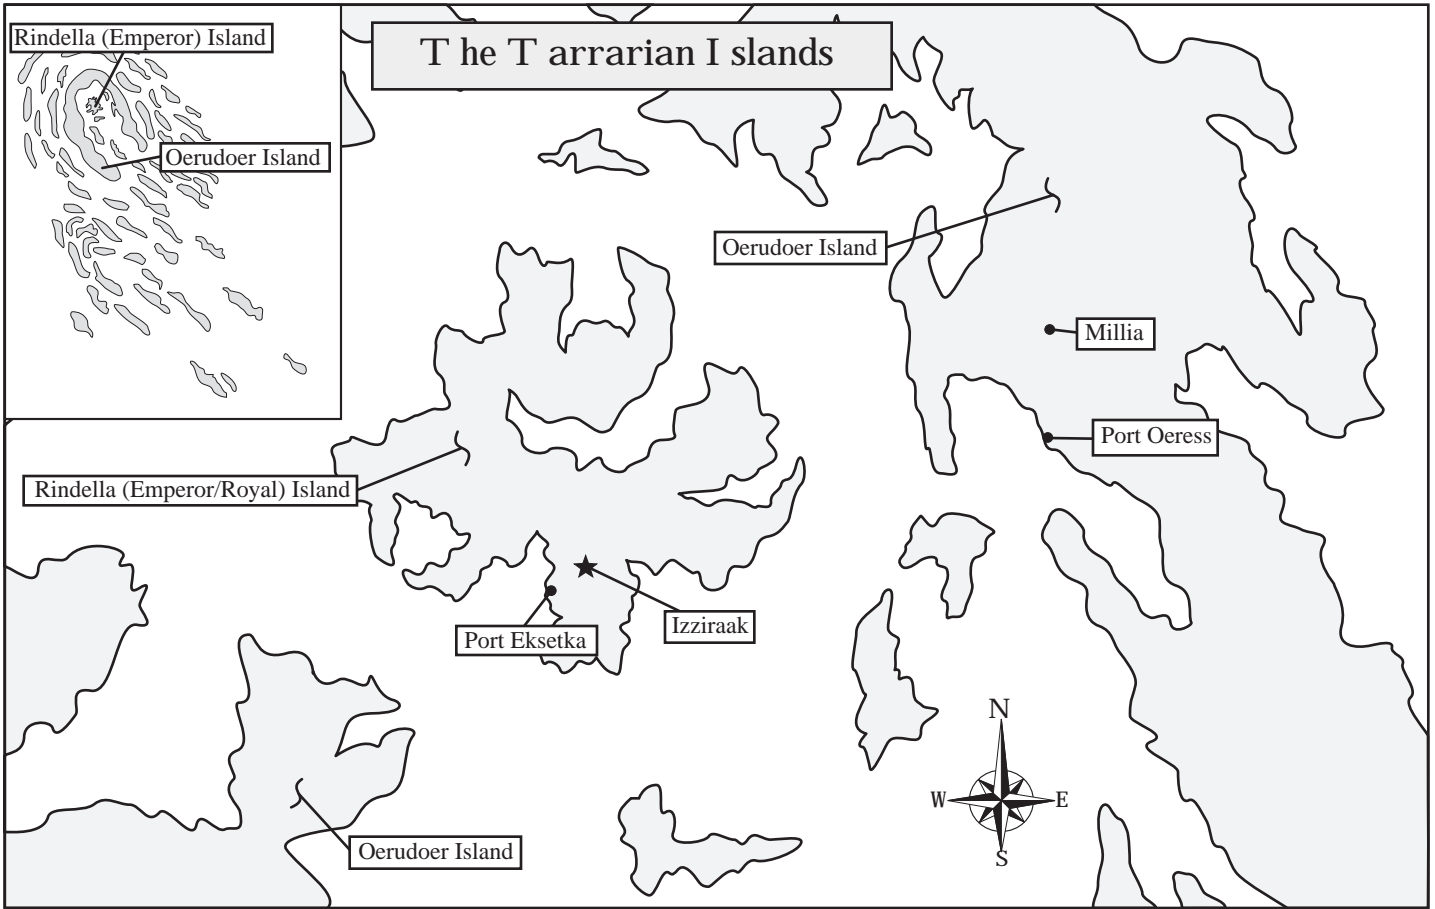 Rindella (Emperor) Island
T he T arrarian I slands
Oerudoer Island
Oerudoer Island
Millia
Port Oeress
Rindella (Emperor/Royal) Island
Izziraak
Port Eksetka
N
W E
S
Oerudoer Island